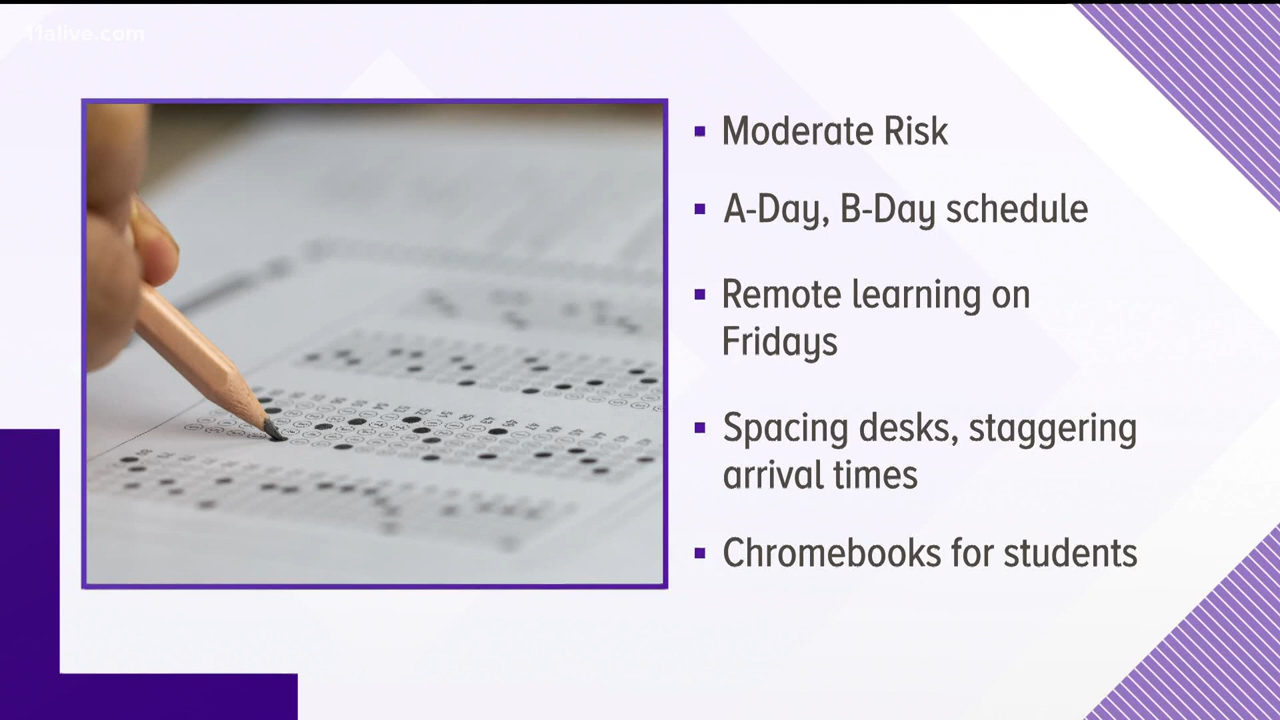 11alive.com
Moderate Risk
A-Day, B-Day schedule
Remote learning on
Fridays
Spacing desks, staggering
arrival times
Chromebooks for students